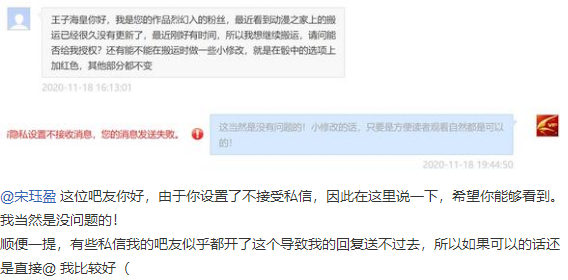 王子海皇你好，我是您的作品烈幻入的粉丝，最近看到动漫之家上的搬
运已经很久没有更新了，最近刚好有时间，所以我想继续搬运，请问能
否给我授权？还有能不能在搬运时做一些小修改，就是在骰中的选项上
加红色，其他部分都不变
2020-11-18 16:13:01
隐私设置不接收消息，您的消息发送失败。
这当然是没有问题的！小修改的话，只要是方便读者观看自然都是可以
的！
2020-11-18 19:44:50
@宋珏盈 这位吧友你好，由于你设置了不接受私信，因此在这里说一下，希望你能够看到。
我当然是没问题的！
顺便一提，有些私信我的吧友似乎都开了这个导致我的回复送不过去，所以如果可以的话还
是直接@ 我比较好（